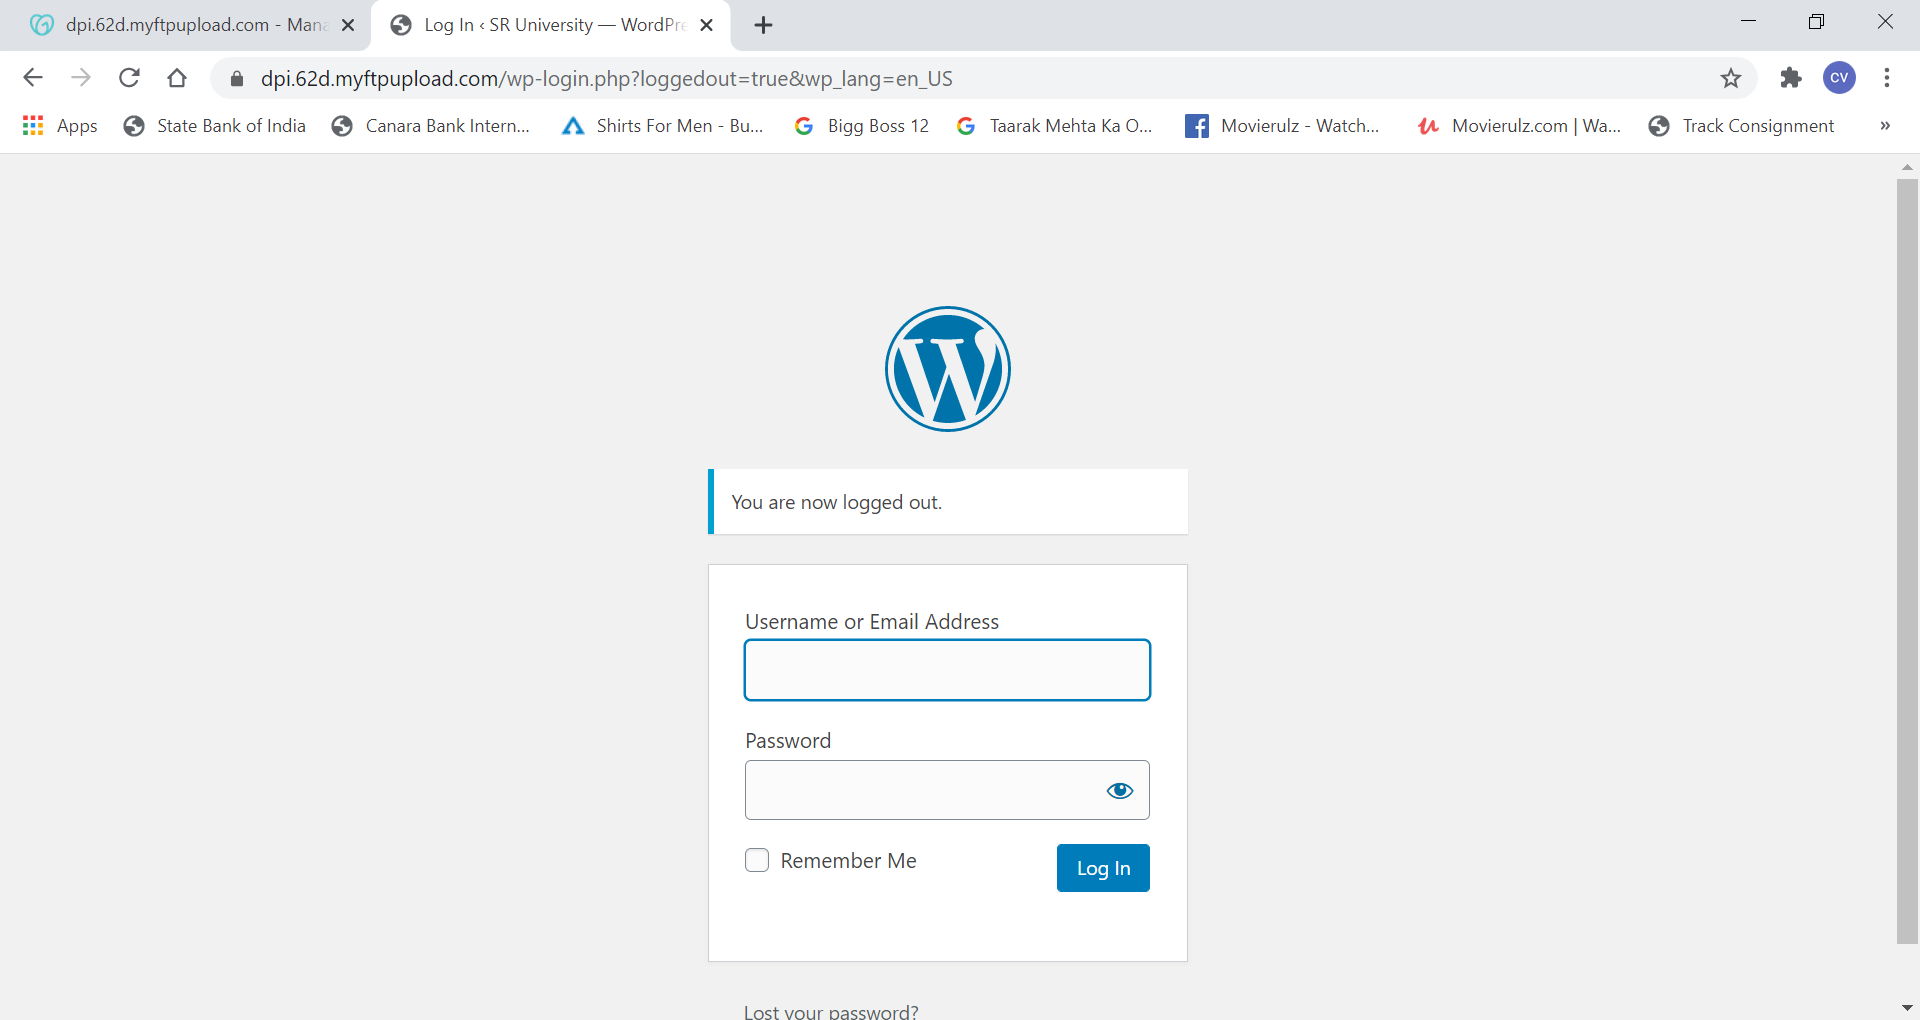 dpi.62d.myftpupload.com - Mana
Log In ‹ SR University — WordPre
dpi.62d.myftpupload.com/wp-login.php?loggedout=true&wp_lang=en_US
CV
Apps
State Bank of India
Canara Bank Intern...
Shirts For Men - Bu...
Bigg Boss 12
Taarak Mehta Ka O...
Movierulz - Watch...
Movierulz.com | Wa...
Track Consignment
»
You are now logged out.
Username or Email Address
Password
Remember Me
Log In
Lost your password?